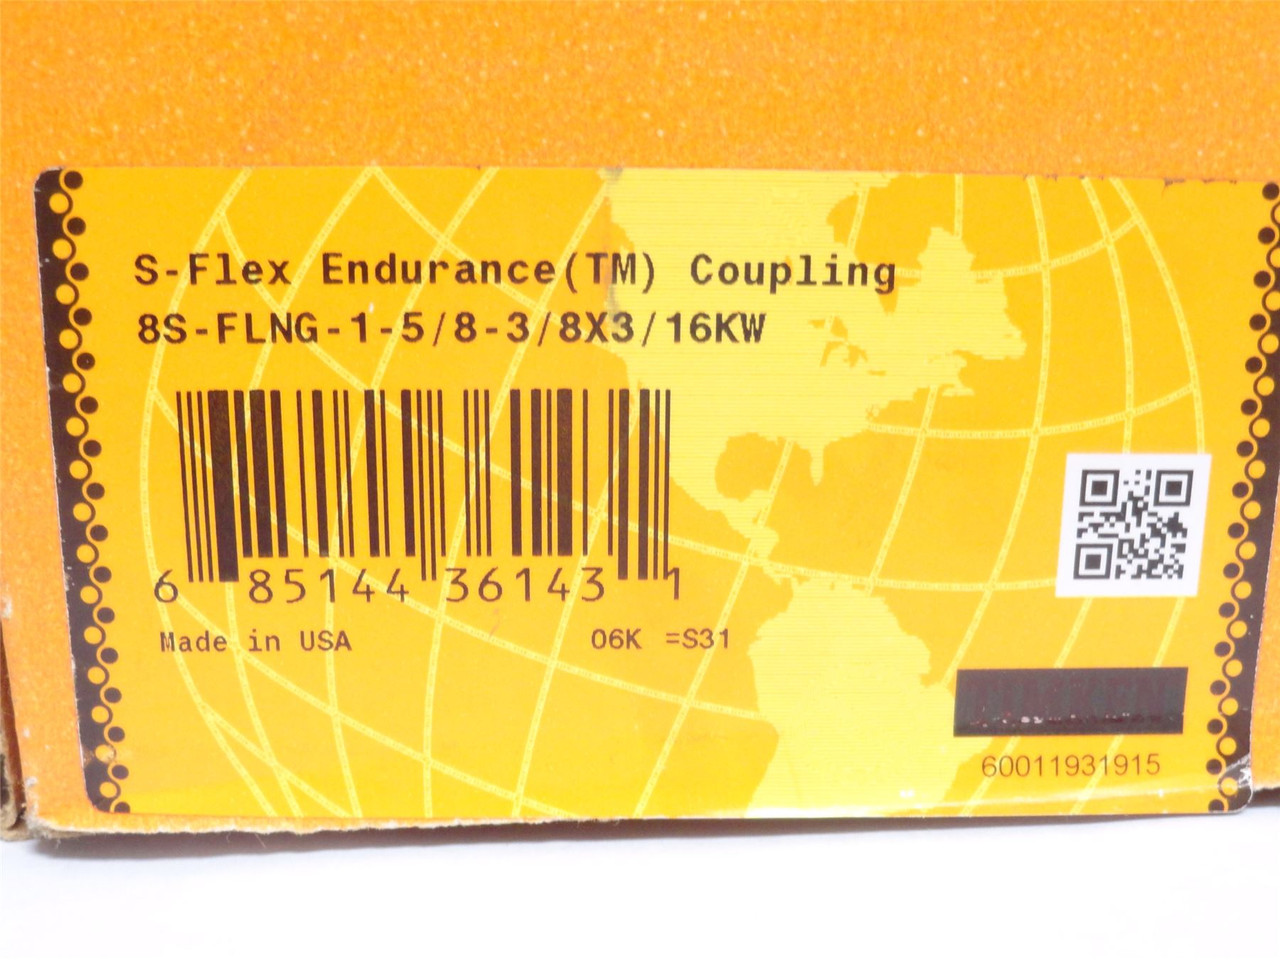 S-Flex Endurance(TM) Coupling
8S-FLNG-1-5/8-3/8X3/16KW
6 85144 36143 1
Made in USA 06K =S31
60011931915